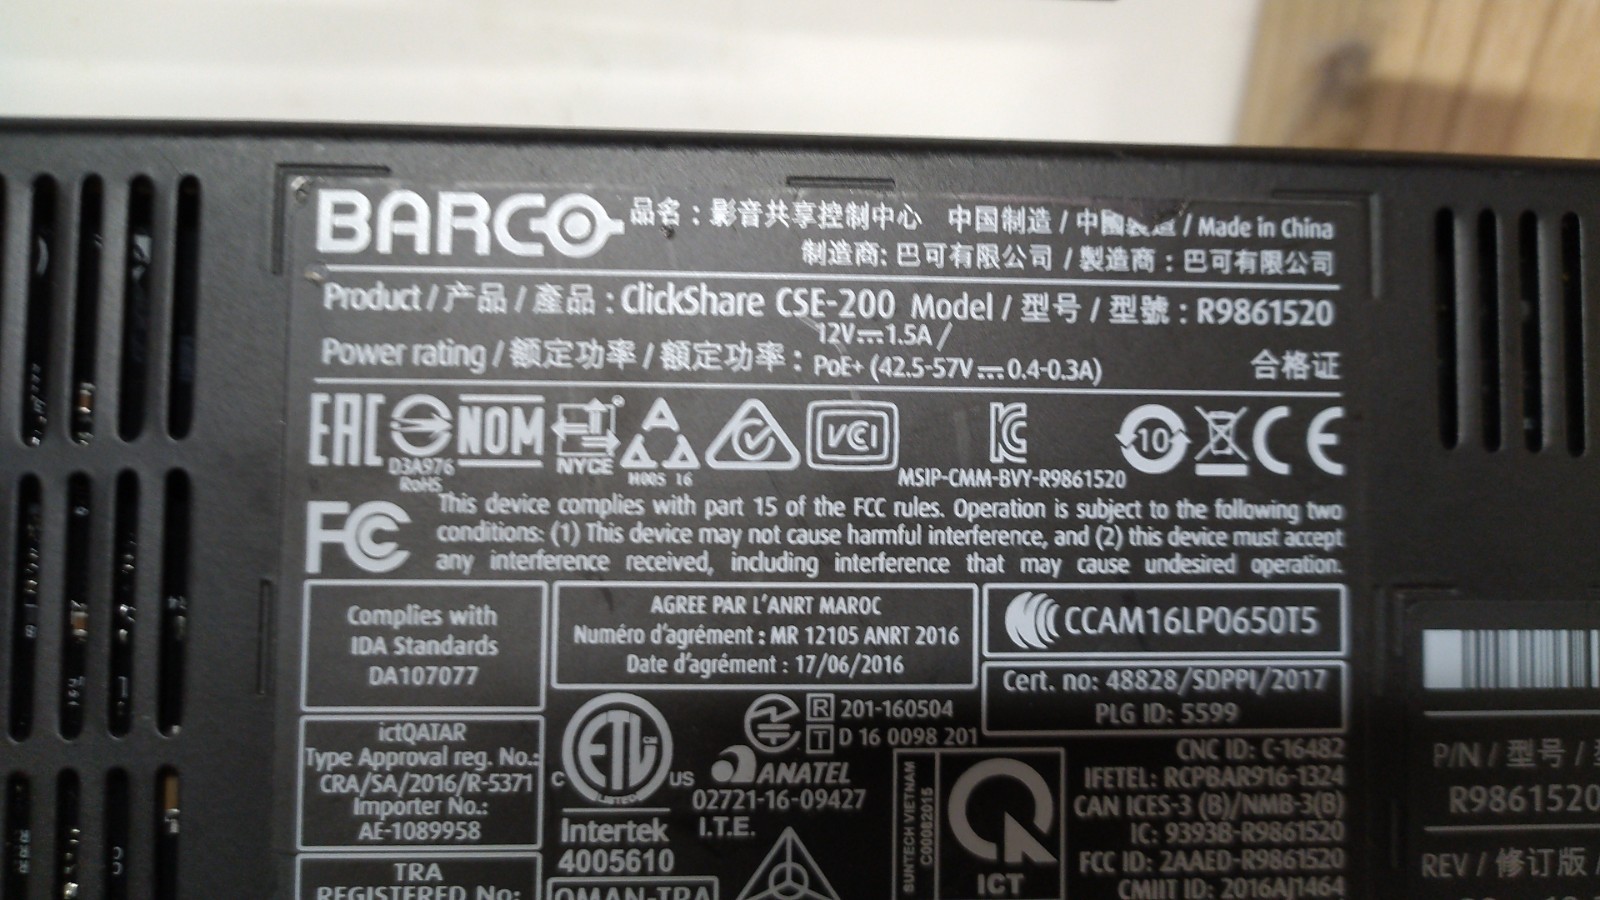 BARCO 品名：影音共享控制中心 中国制造 / 中國製造 / Made in China
制造商: 巴可有限公司 / 製造商：巴可有限公司
Product / 产品 / 產品 : ClickShare CSE-200 Model / 型号 / 型號 : R9861520
12V⎓1.5A /
Power rating / 额定功率 / 額定功率 : PoE+ (42.5-57V⎓0.4-0.3A) 合格证
EAC NOM NYCE VCI 10 CE
D3A976
RoHS
H005 16
MSIP-CMM-BVY-R9861520
FC This device complies with part 15 of the FCC rules. Operation is subject to the following two
conditions: (1) This device may not cause harmful interference, and (2) this device must accept
any interference received, including interference that may cause undesired operation.
Complies with
IDA Standards
DA107077
AGREE PAR L'ANRT MAROC
Numéro d'agrément : MR 12105 ANRT 2016
Date d'agrément : 17/06/2016
CCAM16LP0650T5
Cert. no: 48828/SDPPI/2017
PLG ID: 5599
ictQATAR
Type Approval reg. No.:
CRA/SA/2016/R-5371
Importer No.:
AE-1089958
TRA
REGISTERED No:
ETL CM
LISTED
C US
Intertek
4005610
OMAN-TRA
R 201-160504
T D 16 0098 201
ANATEL
02721-16-09427
I.T.E.
SUNTECH VIETNAM
C00082015
ICT
CNC ID: C-16482
IFETEL: RCPBAR916-1324
CAN ICES-3 (B)/NMB-3(B)
IC: 9393B-R9861520
FCC ID: 2AAED-R9861520
CMIIT ID: 2016AJ1464
P/N / 型号 /
R9861520
REV / 修订版 /